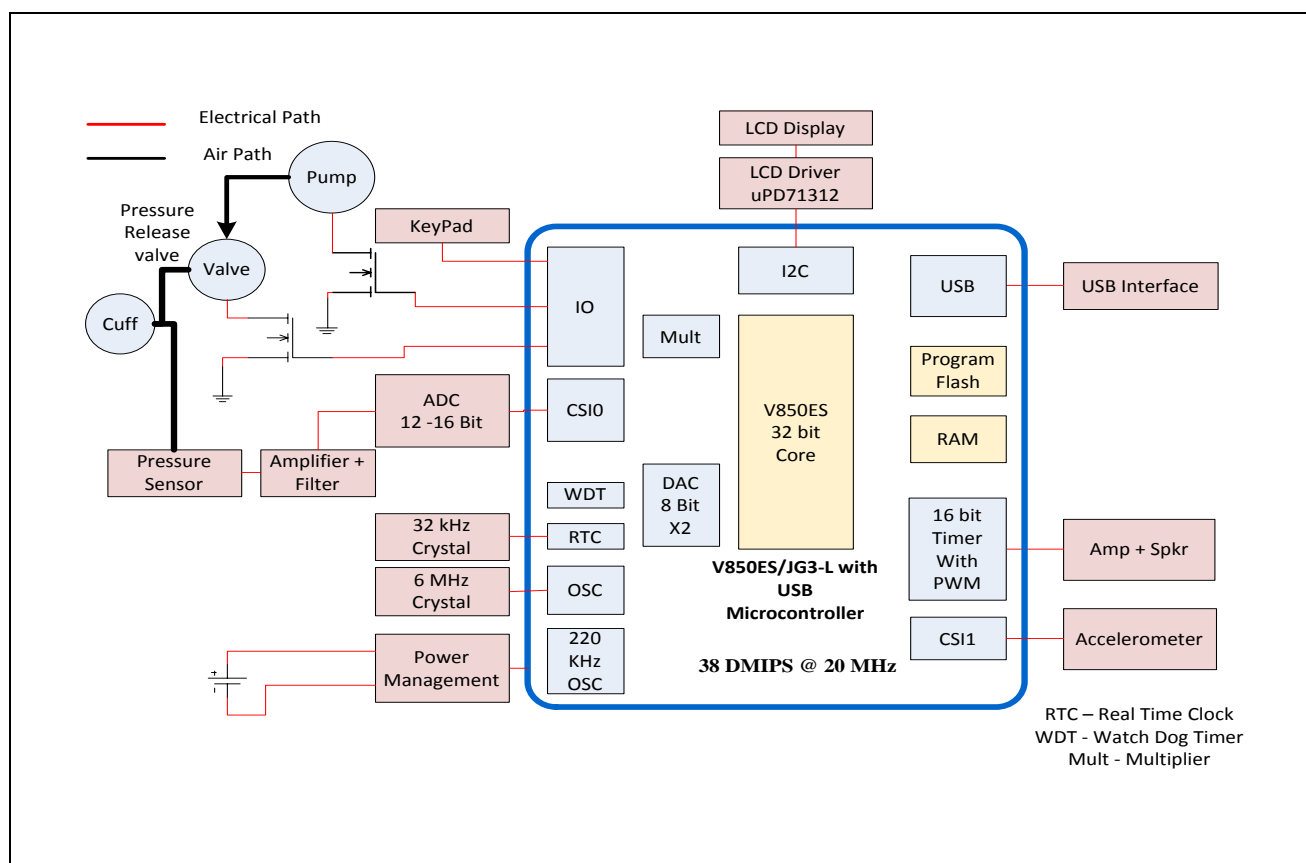 Electrical Path
Air Path
Pump
Pressure
Release
valve
Valve
Cuff
KeyPad
LCD Display
LCD Driver
uPD71312
IO
I2C
USB
USB Interface
Mult
Program
Flash
V850ES
32 bit
Core
RAM
ADC
12 -16 Bit
CSI0
Pressure
Sensor
Amplifier +
Filter
WDT
DAC
8 Bit
X2
32 kHz
Crystal
RTC
16 bit
Timer
With
PWM
Amp + Spkr
6 MHz
Crystal
OSC
V850ES/JG3-L with
USB
Microcontroller
Power
Management
220
KHz
OSC
38 DMIPS @ 20 MHz
CSI1
Accelerometer
+
-
RTC – Real Time Clock
WDT - Watch Dog Timer
Mult - Multiplier